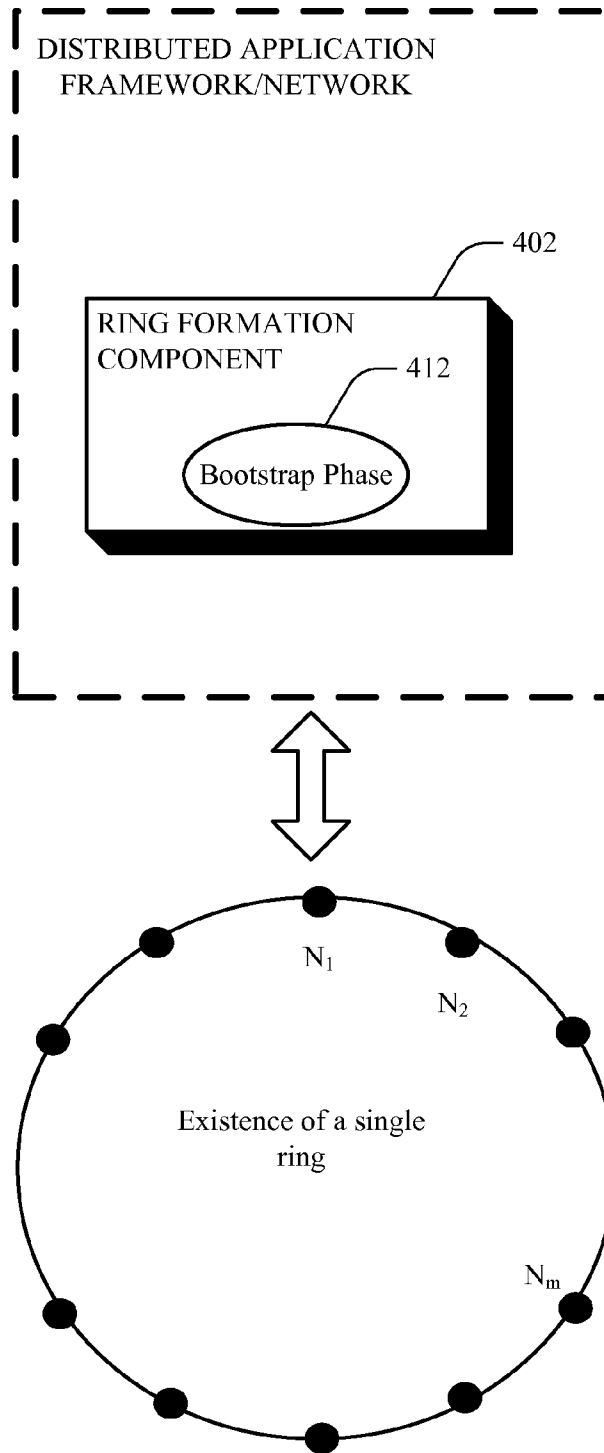 DISTRIBUTED APPLICATION
FRAMEWORK/NETWORK
402
RING FORMATION
COMPONENT
412
Bootstrap Phase
N₁
N₂
Existence of a single
ring
Nₘ